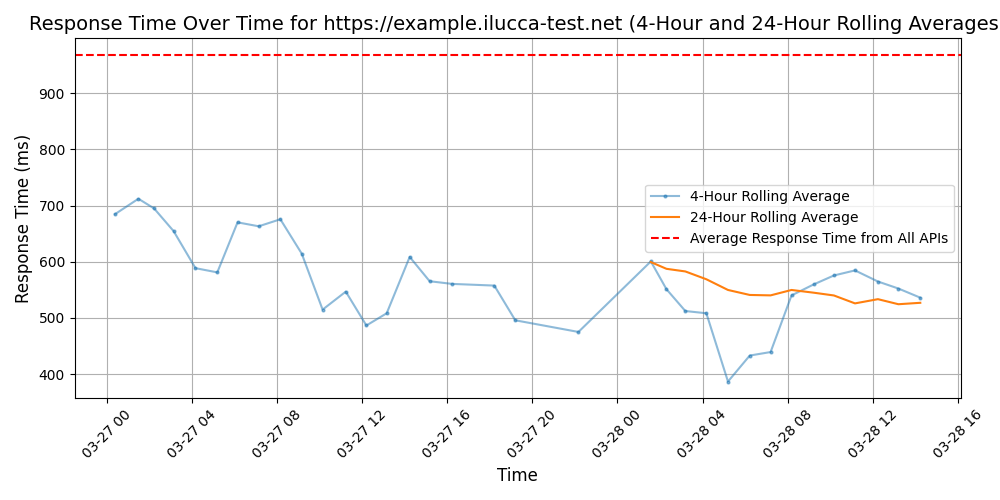 Response Time Over Time for https://example.ilucca-test.net (4-Hour and 24-Hour Rolling Averages
Response Time (ms)
900
800
700
600
500
400
4-Hour Rolling Average
24-Hour Rolling Average
Average Response Time from All APIs
03-27 00
03-27 04
03-27 08
03-27 12
03-27 16
03-27 20
03-28 00
03-28 04
03-28 08
03-28 12
03-28 16
Time